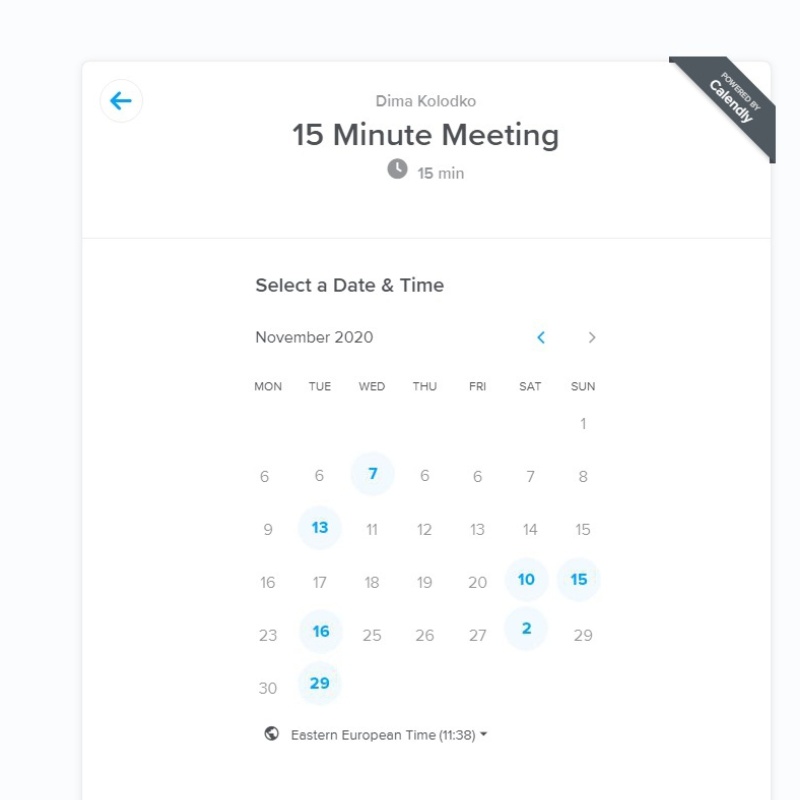 POWERED BY
Calendly
Dima Kolodko
15 Minute Meeting
15 min
Select a Date & Time
November 2020
MON TUE WED THU FRI SAT SUN
1
6 6 7 6 6 7 8
9 13 11 12 13 14 15
16 17 18 19 20 10 15
23 16 25 26 27 2 29
30 29
Eastern European Time (11:38)